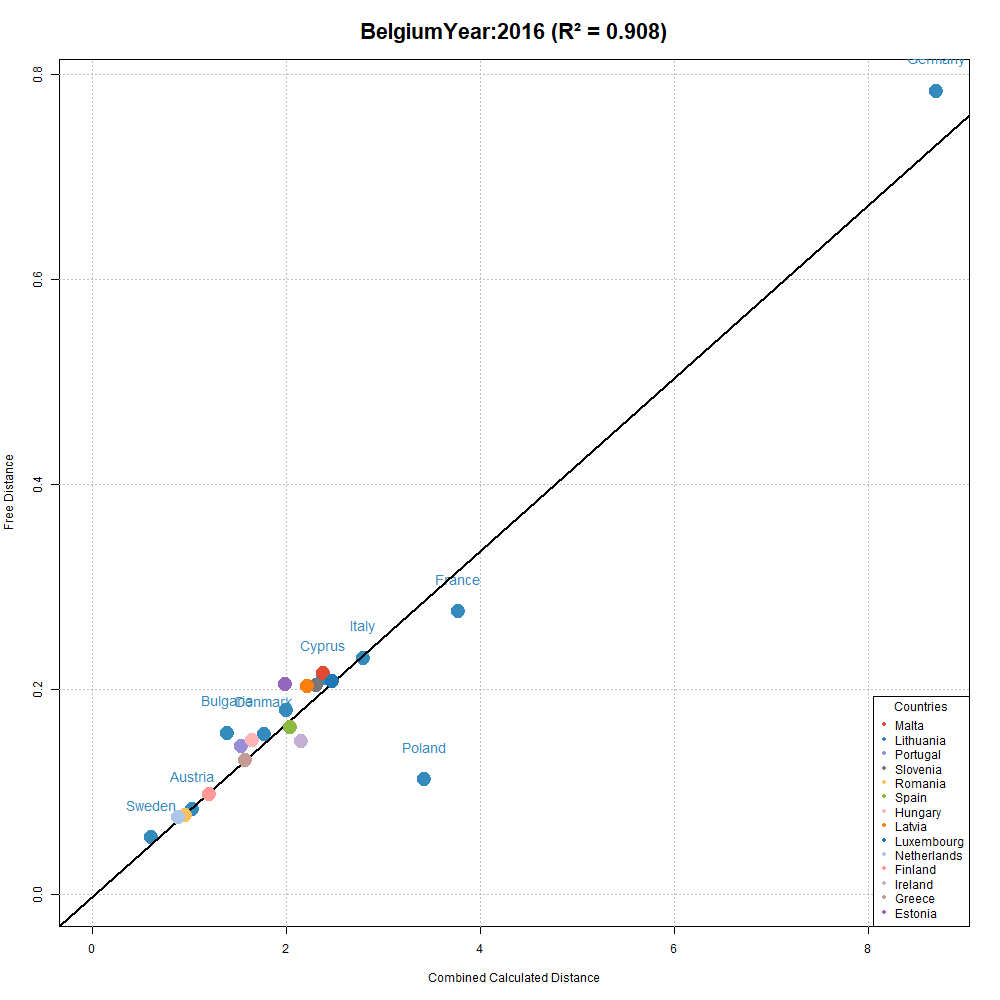 BelgiumYear:2016 (R² = 0.908)
Germany
0.8
0.6
0.4
0.2
0.0
Free Distance
France
Italy
Cyprus
Bulgaria
Denmark
Poland
Austria
Sweden
Countries
Malta
Lithuania
Portugal
Slovenia
Romania
Spain
Hungary
Latvia
Luxembourg
Netherlands
Finland
Ireland
Greece
Estonia
0
2
4
6
8
Combined Calculated Distance